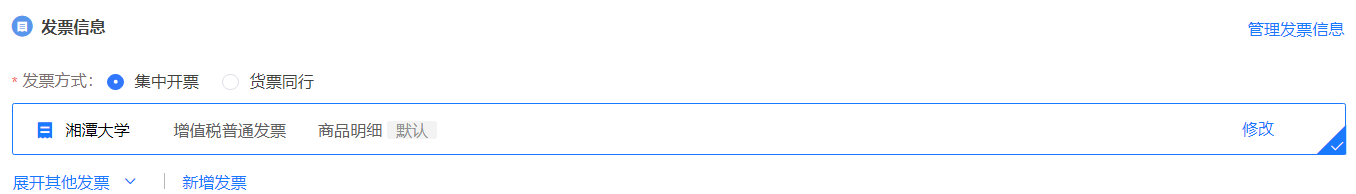 发票信息
管理发票信息
* 发票方式： 集中开票 货票同行
湘潭大学 增值税普通发票 商品明细 默认 修改
展开其他发票 新增发票